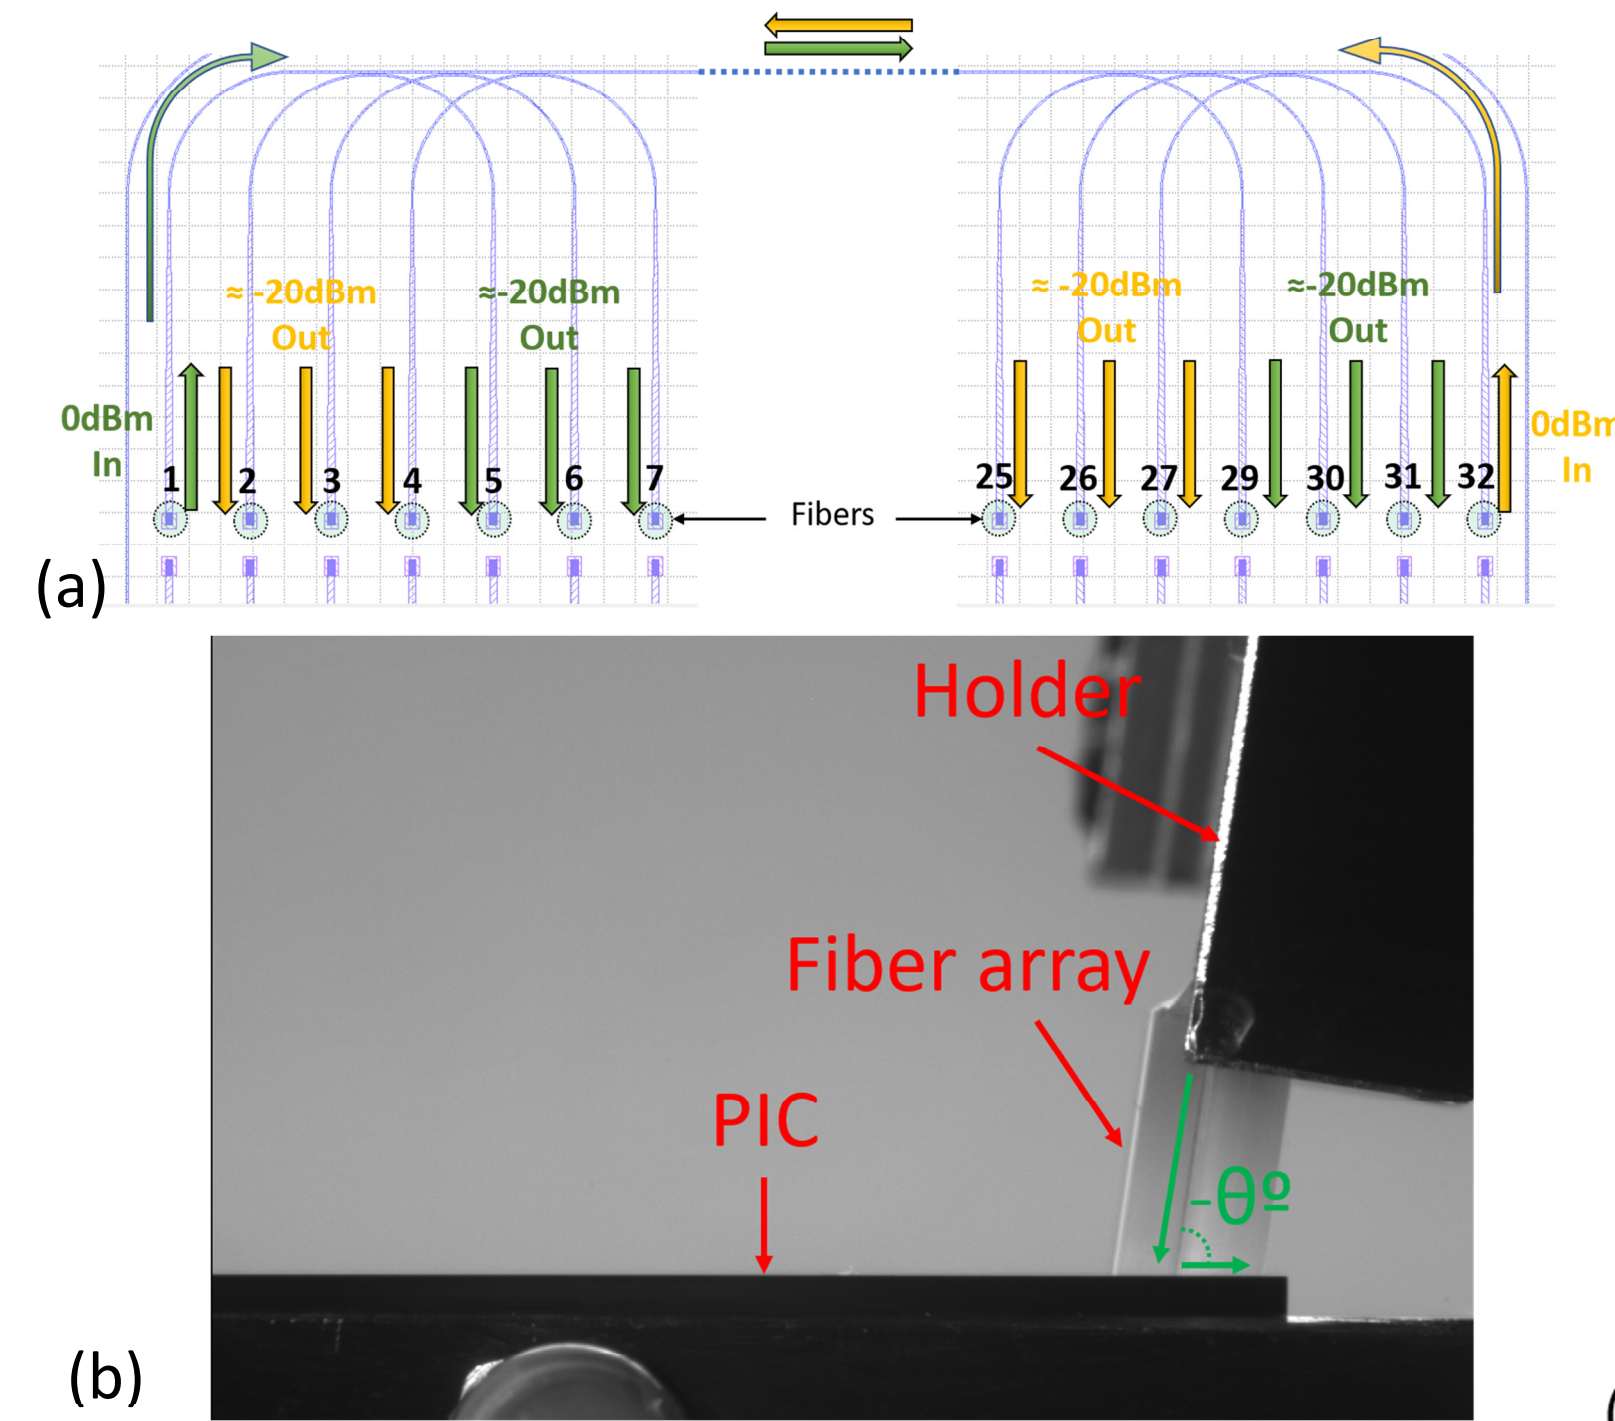 ≈ -20dBm
Out
≈-20dBm
Out
≈ -20dBm
Out
≈-20dBm
Out
0dBm
In
0dBm
In
1 2 3 4 5 6 7
Fibers
25 26 27 29 30 31 32
(a)
Holder
Fiber array
PIC
-θº
(b)